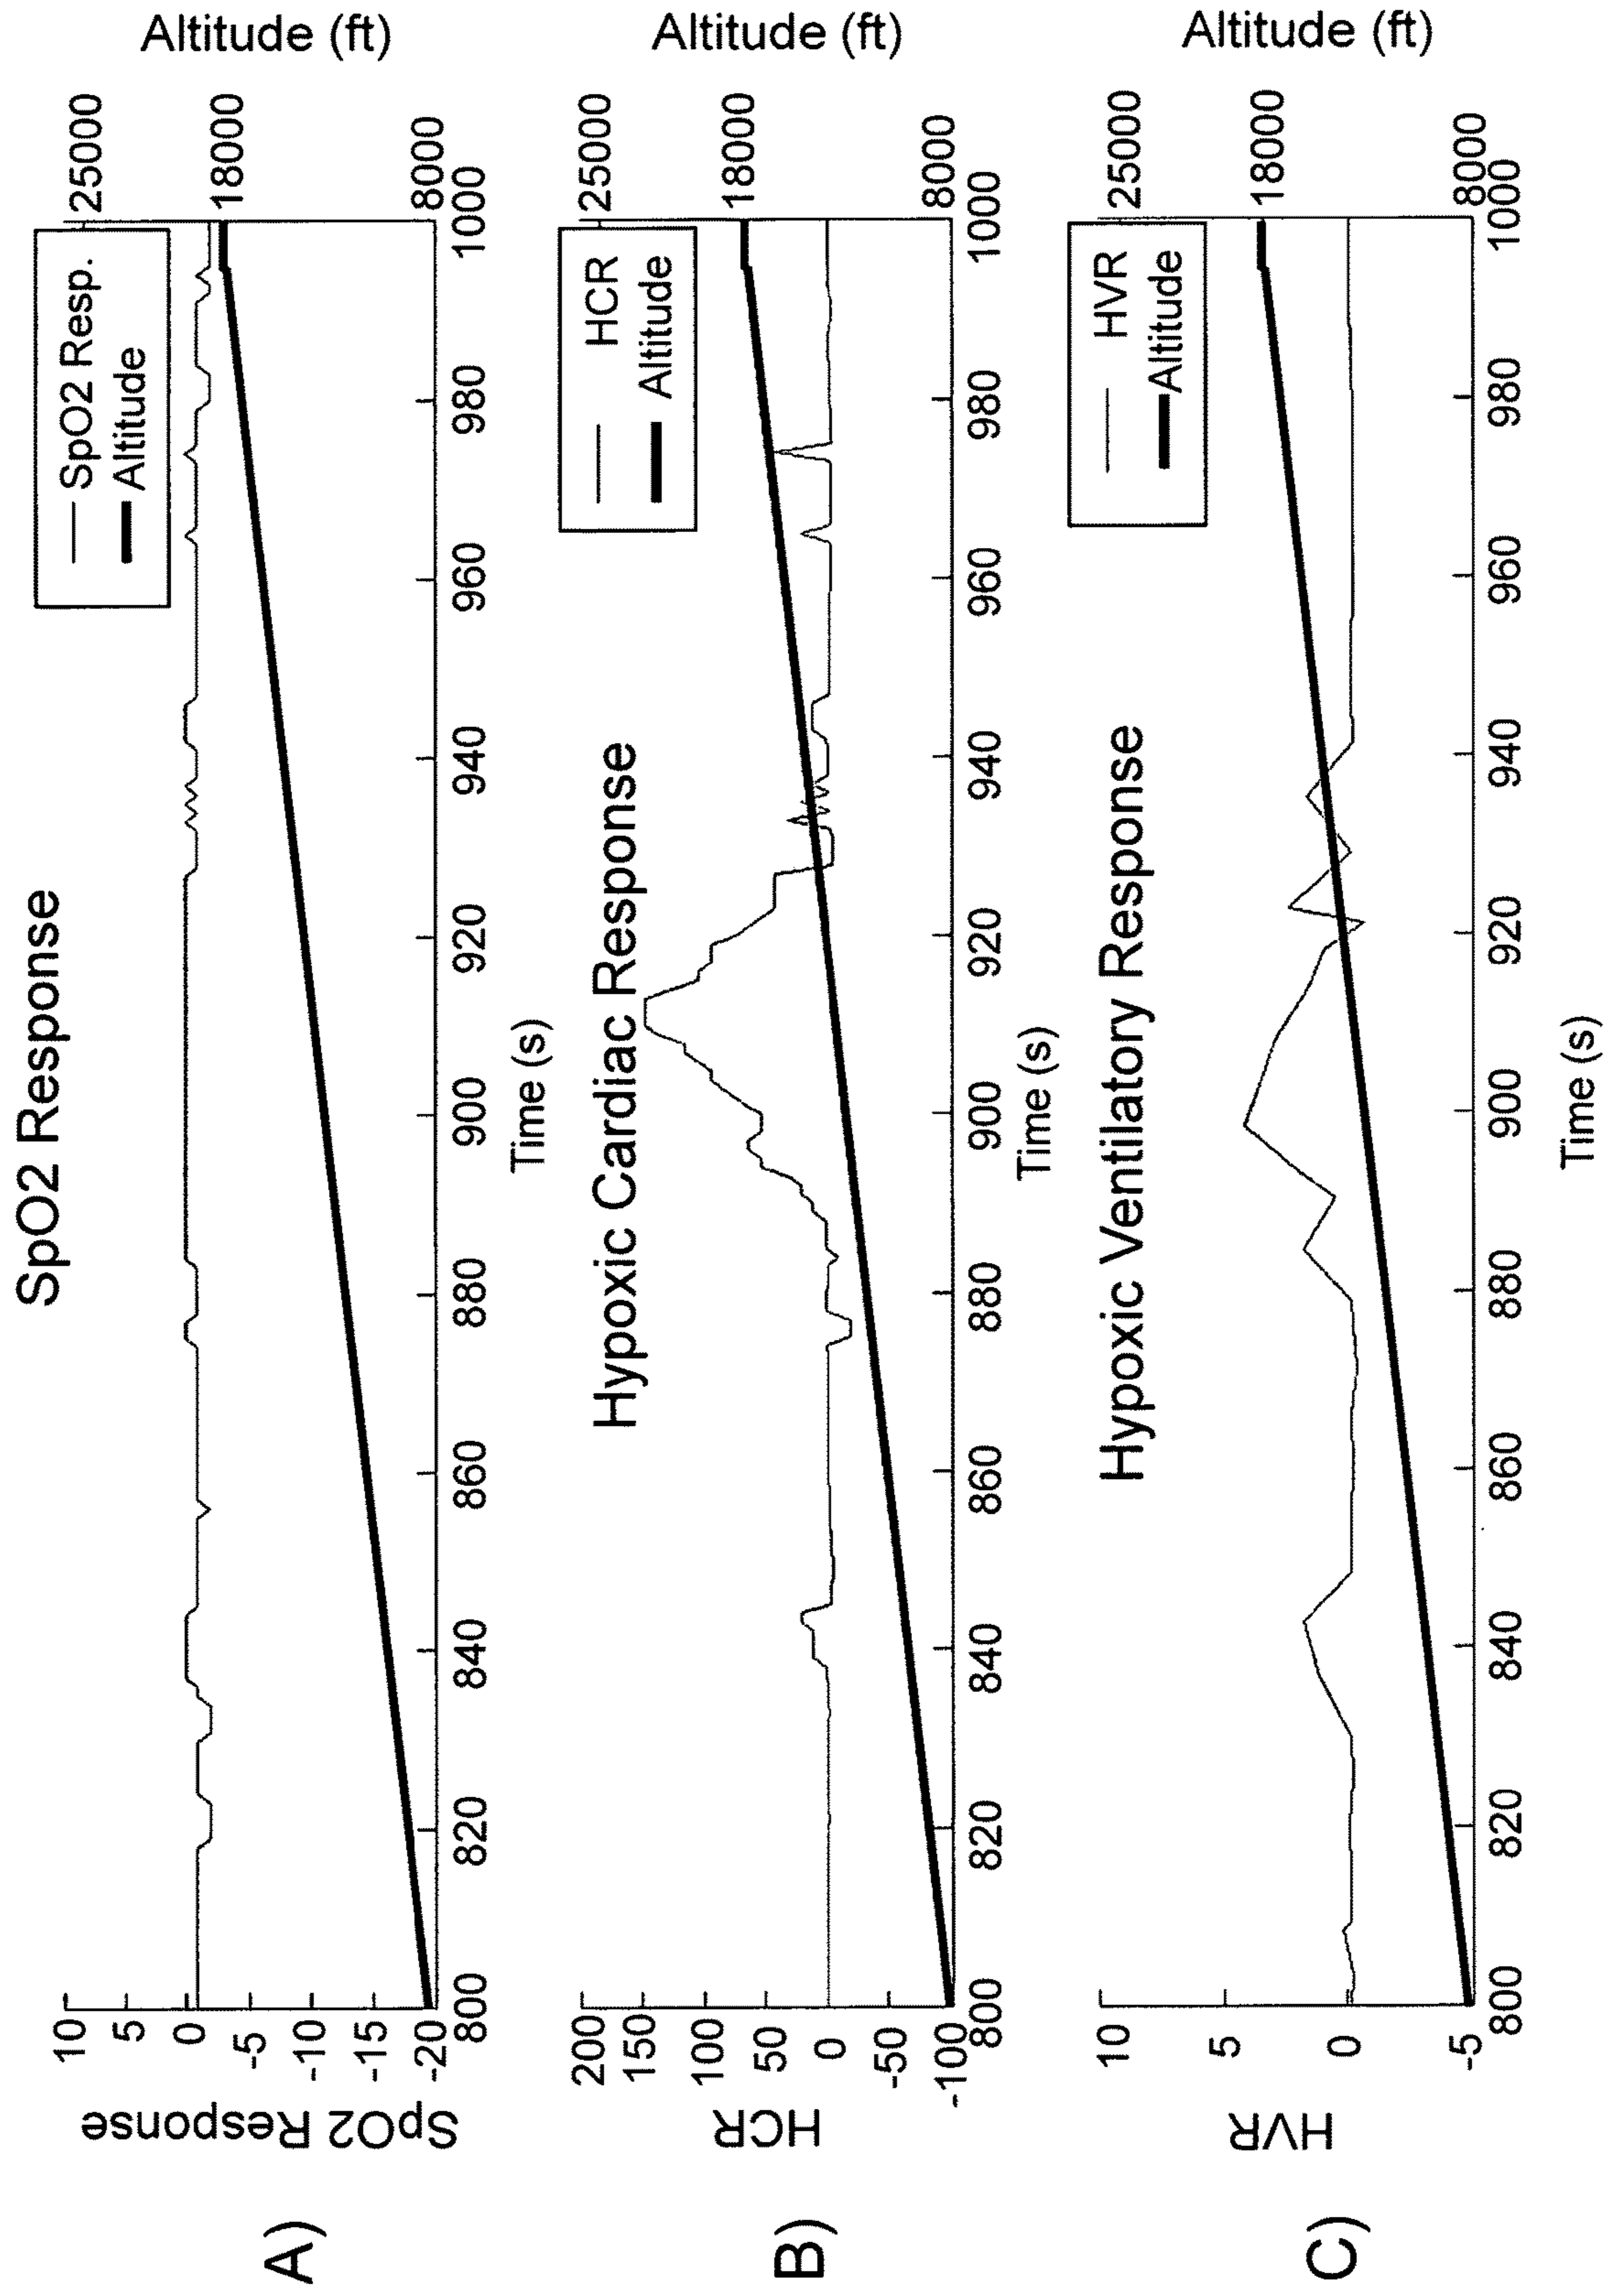 SpO2 Response
A)
SpO2 Response
10
5
0
-5
-10
-15
-20
SpO2 Resp.
Altitude
25000
18000
8000
Altitude (ft)
800 820 840 860 880 900 920 940 960 980 1000
Time (s)
Hypoxic Cardiac Response
B)
HCR
200
150
100
50
0
-50
-100
HCR
Altitude
25000
18000
8000
Altitude (ft)
800 820 840 860 880 900 920 940 960 980 1000
Time (s)
Hypoxic Ventilatory Response
C)
HVR
10
5
0
-5
HVR
Altitude
25000
18000
8000
Altitude (ft)
800 820 840 860 880 900 920 940 960 980 1000
Time (s)